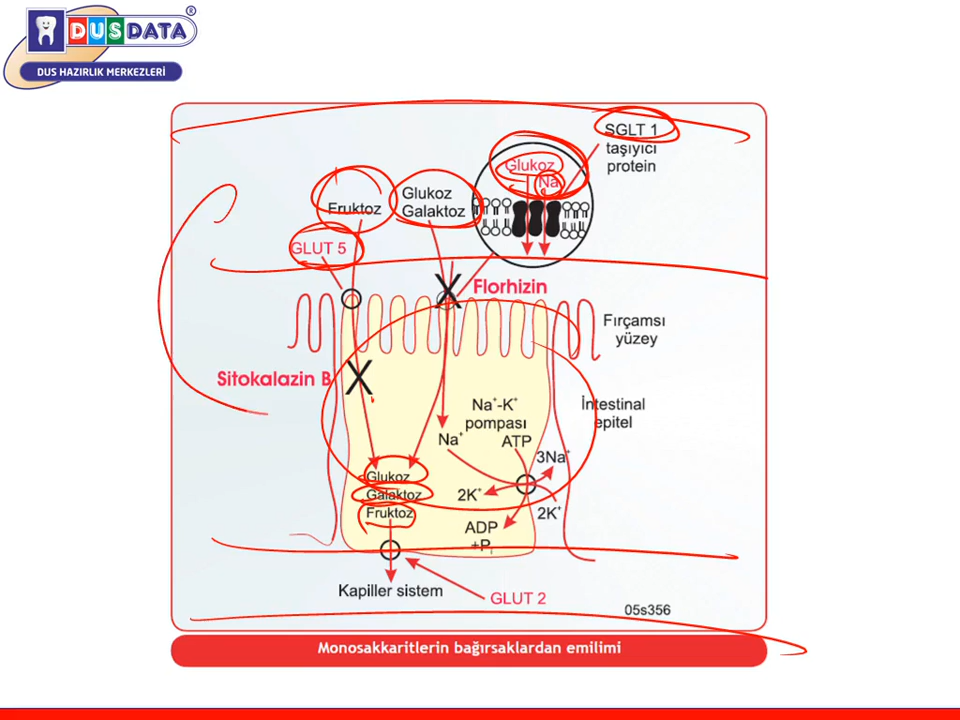 DUSDATA®
DUS HAZIRLIK MERKEZLERİ
SGLT 1
taşıyıcı
protein
Glukoz
Na
Fruktoz
Glukoz
Galaktoz
GLUT 5
Florhizin
Fırçamsı
yüzey
Sitokalazin B
İntestinal
epitel
Na⁺-K⁺
pompası
Na⁺
ATP
3Na⁺
Glukoz
Galaktoz
Fruktoz
2K⁺
2K⁺
ADP
+Pᵢ
Kapiller sistem
GLUT 2
05s356
Monosakkaritlerin bağırsaklardan emilimi